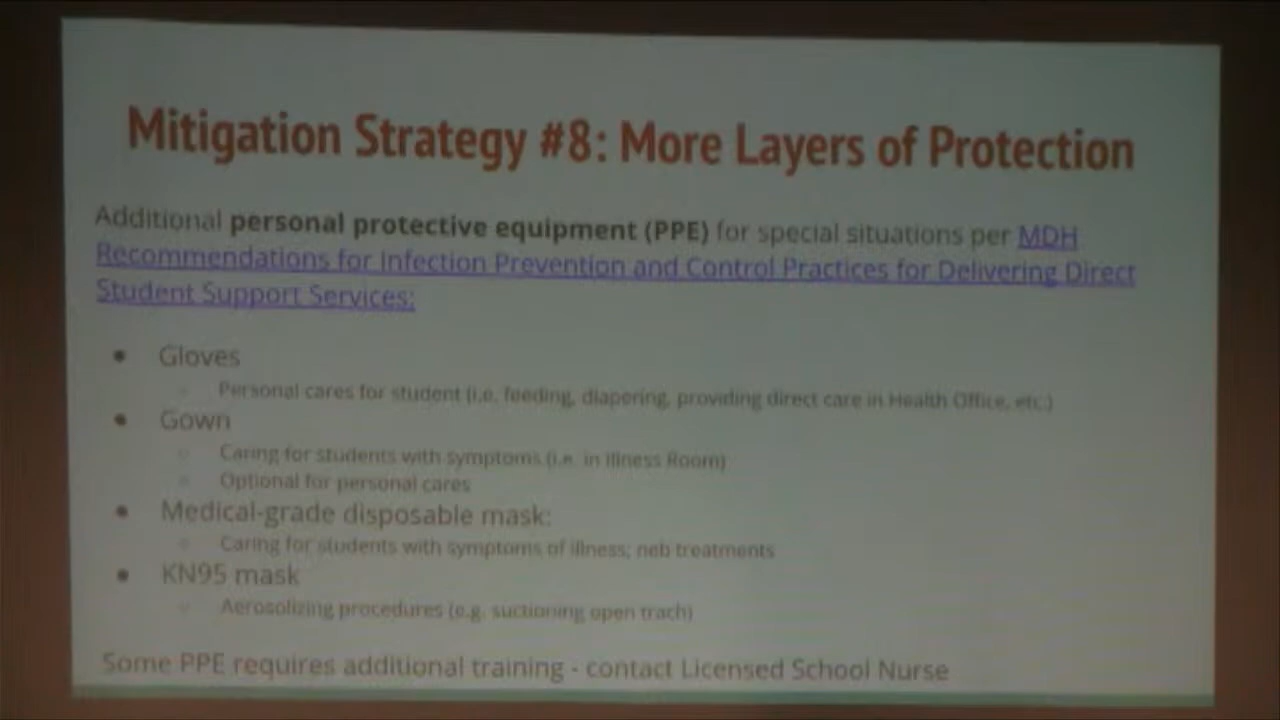 Mitigation Strategy #8: More Layers of Protection
Additional personal protective equipment (PPE) for special situations per MDH
Recommendations for Infection Prevention and Control Practices for Delivering Direct
Student Support Services:
● Gloves
○ Personal cares for student (i.e. feeding, diapering, providing direct care in Health Office, etc.)
● Gown
○ Caring for students with symptoms (i.e. in Illness Room)
○ Optional for personal cares
● Medical-grade disposable mask:
○ Caring for students with symptoms of illness; neb treatments
● KN95 mask
○ Aerosolizing procedures (e.g. suctioning open trach)
Some PPE requires additional training - contact Licensed School Nurse